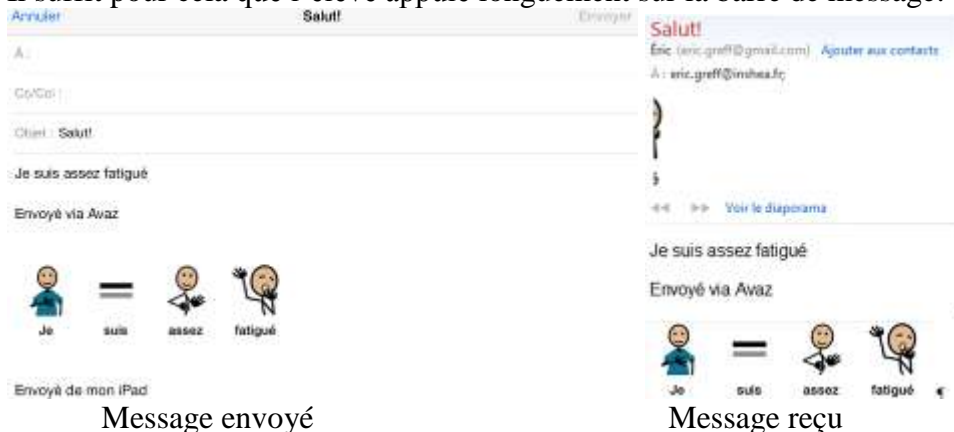 Il suffit pour cela que l'élève appuie longuement sur la barre de message.
Annuler Salut! Envoyer
À :
Cc/Cci :
Objet : Salut!
Je suis assez fatigué
Envoyé via Avaz
Je suis assez fatigué
Envoyé de mon iPad
Message envoyé
Salut!
Éric (eric.greff@gmail.com) Ajouter aux contacts
À : eric.greff@inshea.fr;
Voir le diaporama
Je suis assez fatigué
Envoyé via Avaz
Je suis assez fatigué
Message reçu